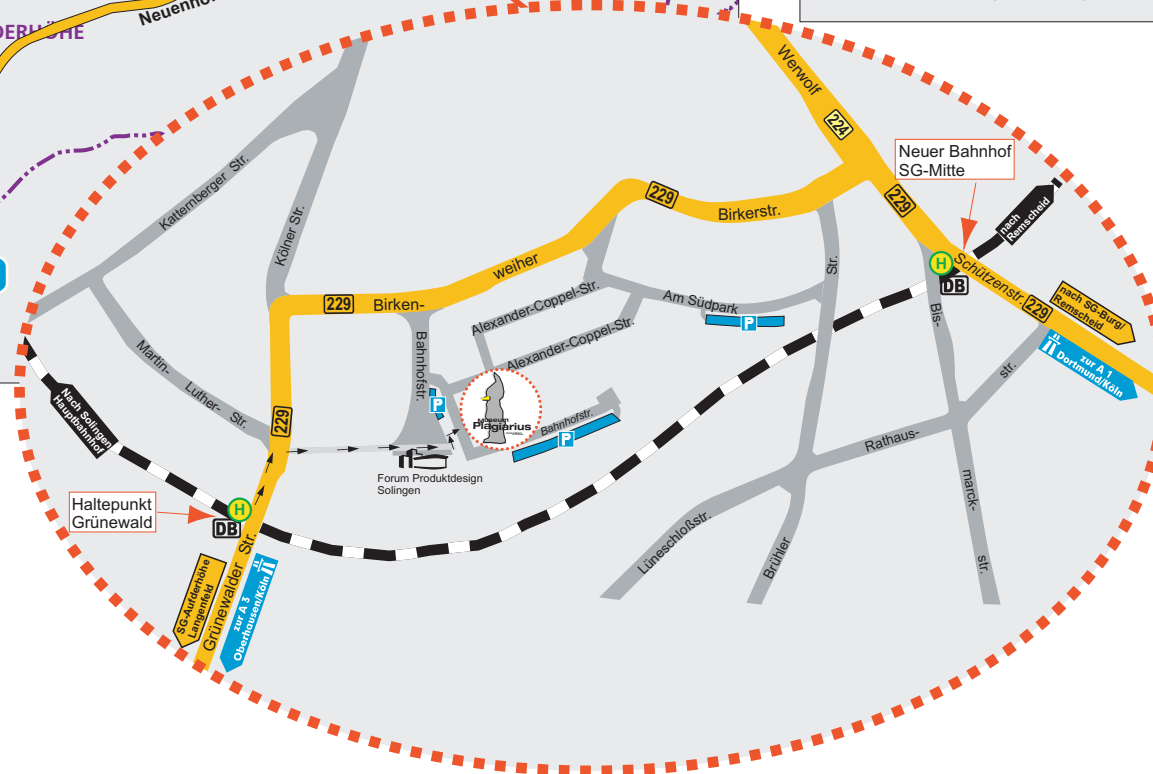 Neuenhof
DERHÖHE
Werwolf
224
Neuer Bahnhof
SG-Mitte
Katternberger Str.
229
Birkerstr.
229
nach
Remscheid
Kölner Str.
weiher
Str.
H
DB
Schützenstr.
229
nach SG-Burg/
Remscheid
229
Birken-
Alexander-Coppel-Str.
Am Südpark
P
Bis-
zur A 1
Dortmund/Köln
Bahnhofstr.
Alexander-Coppel-Str.
Martin-
Luther-
Str.
str.
Nach Solingen
Hauptbahnhof
P
229
Museum
Plagiarius
Bahnhofstr.
P
Rathaus-
Forum Produktdesign
Solingen
marck-
Haltepunkt
Grünewald
H
DB
Lüneschloßstr.
Brühler
str.
SG-Aufderhöhe
Langenfeld
Grünewalder Str.
zur A 3
Oberhausen/Köln